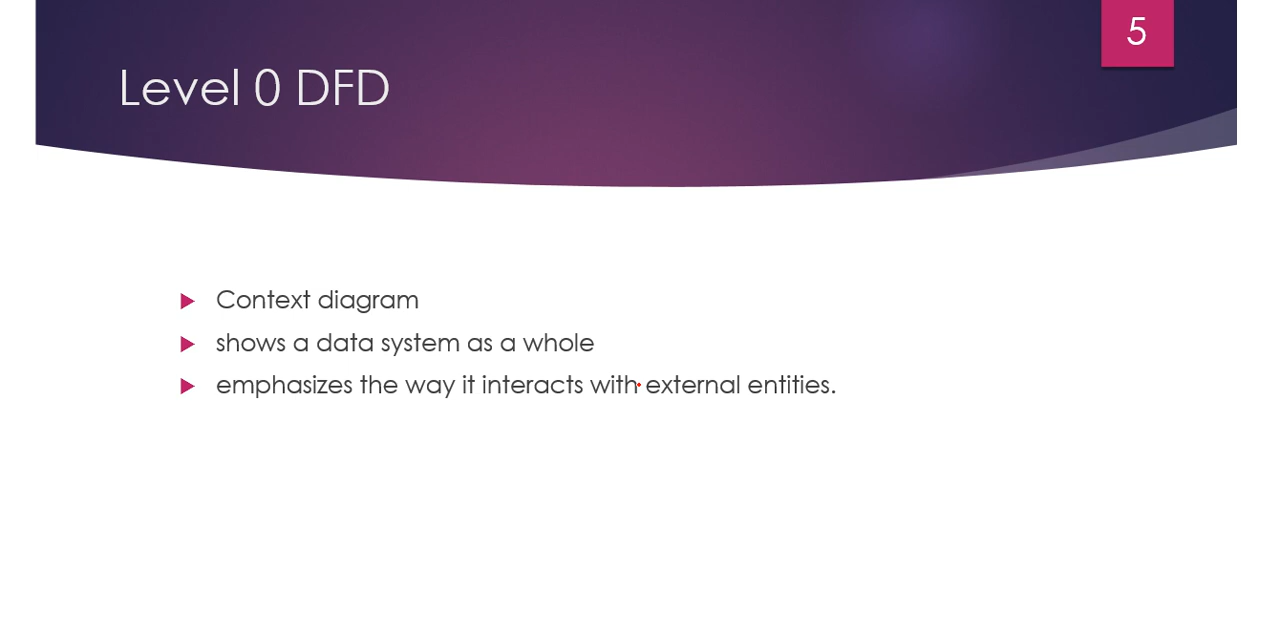 5
Level 0 DFD
Context diagram
shows a data system as a whole
emphasizes the way it interacts with external entities.